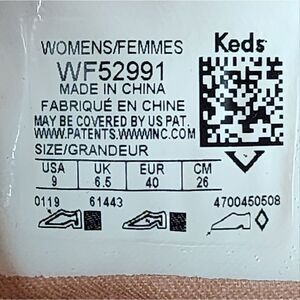 WOMENS/FEMMES Keds
WF52991
MADE IN CHINA
FABRIQUÉ EN CHINE
MAY BE COVERED BY US PAT.
WWW.PATENTS.WWWINC.COM
SIZE/GRANDEUR
USA UK EUR CM
9 6.5 40 26
0119 61443 4700450508